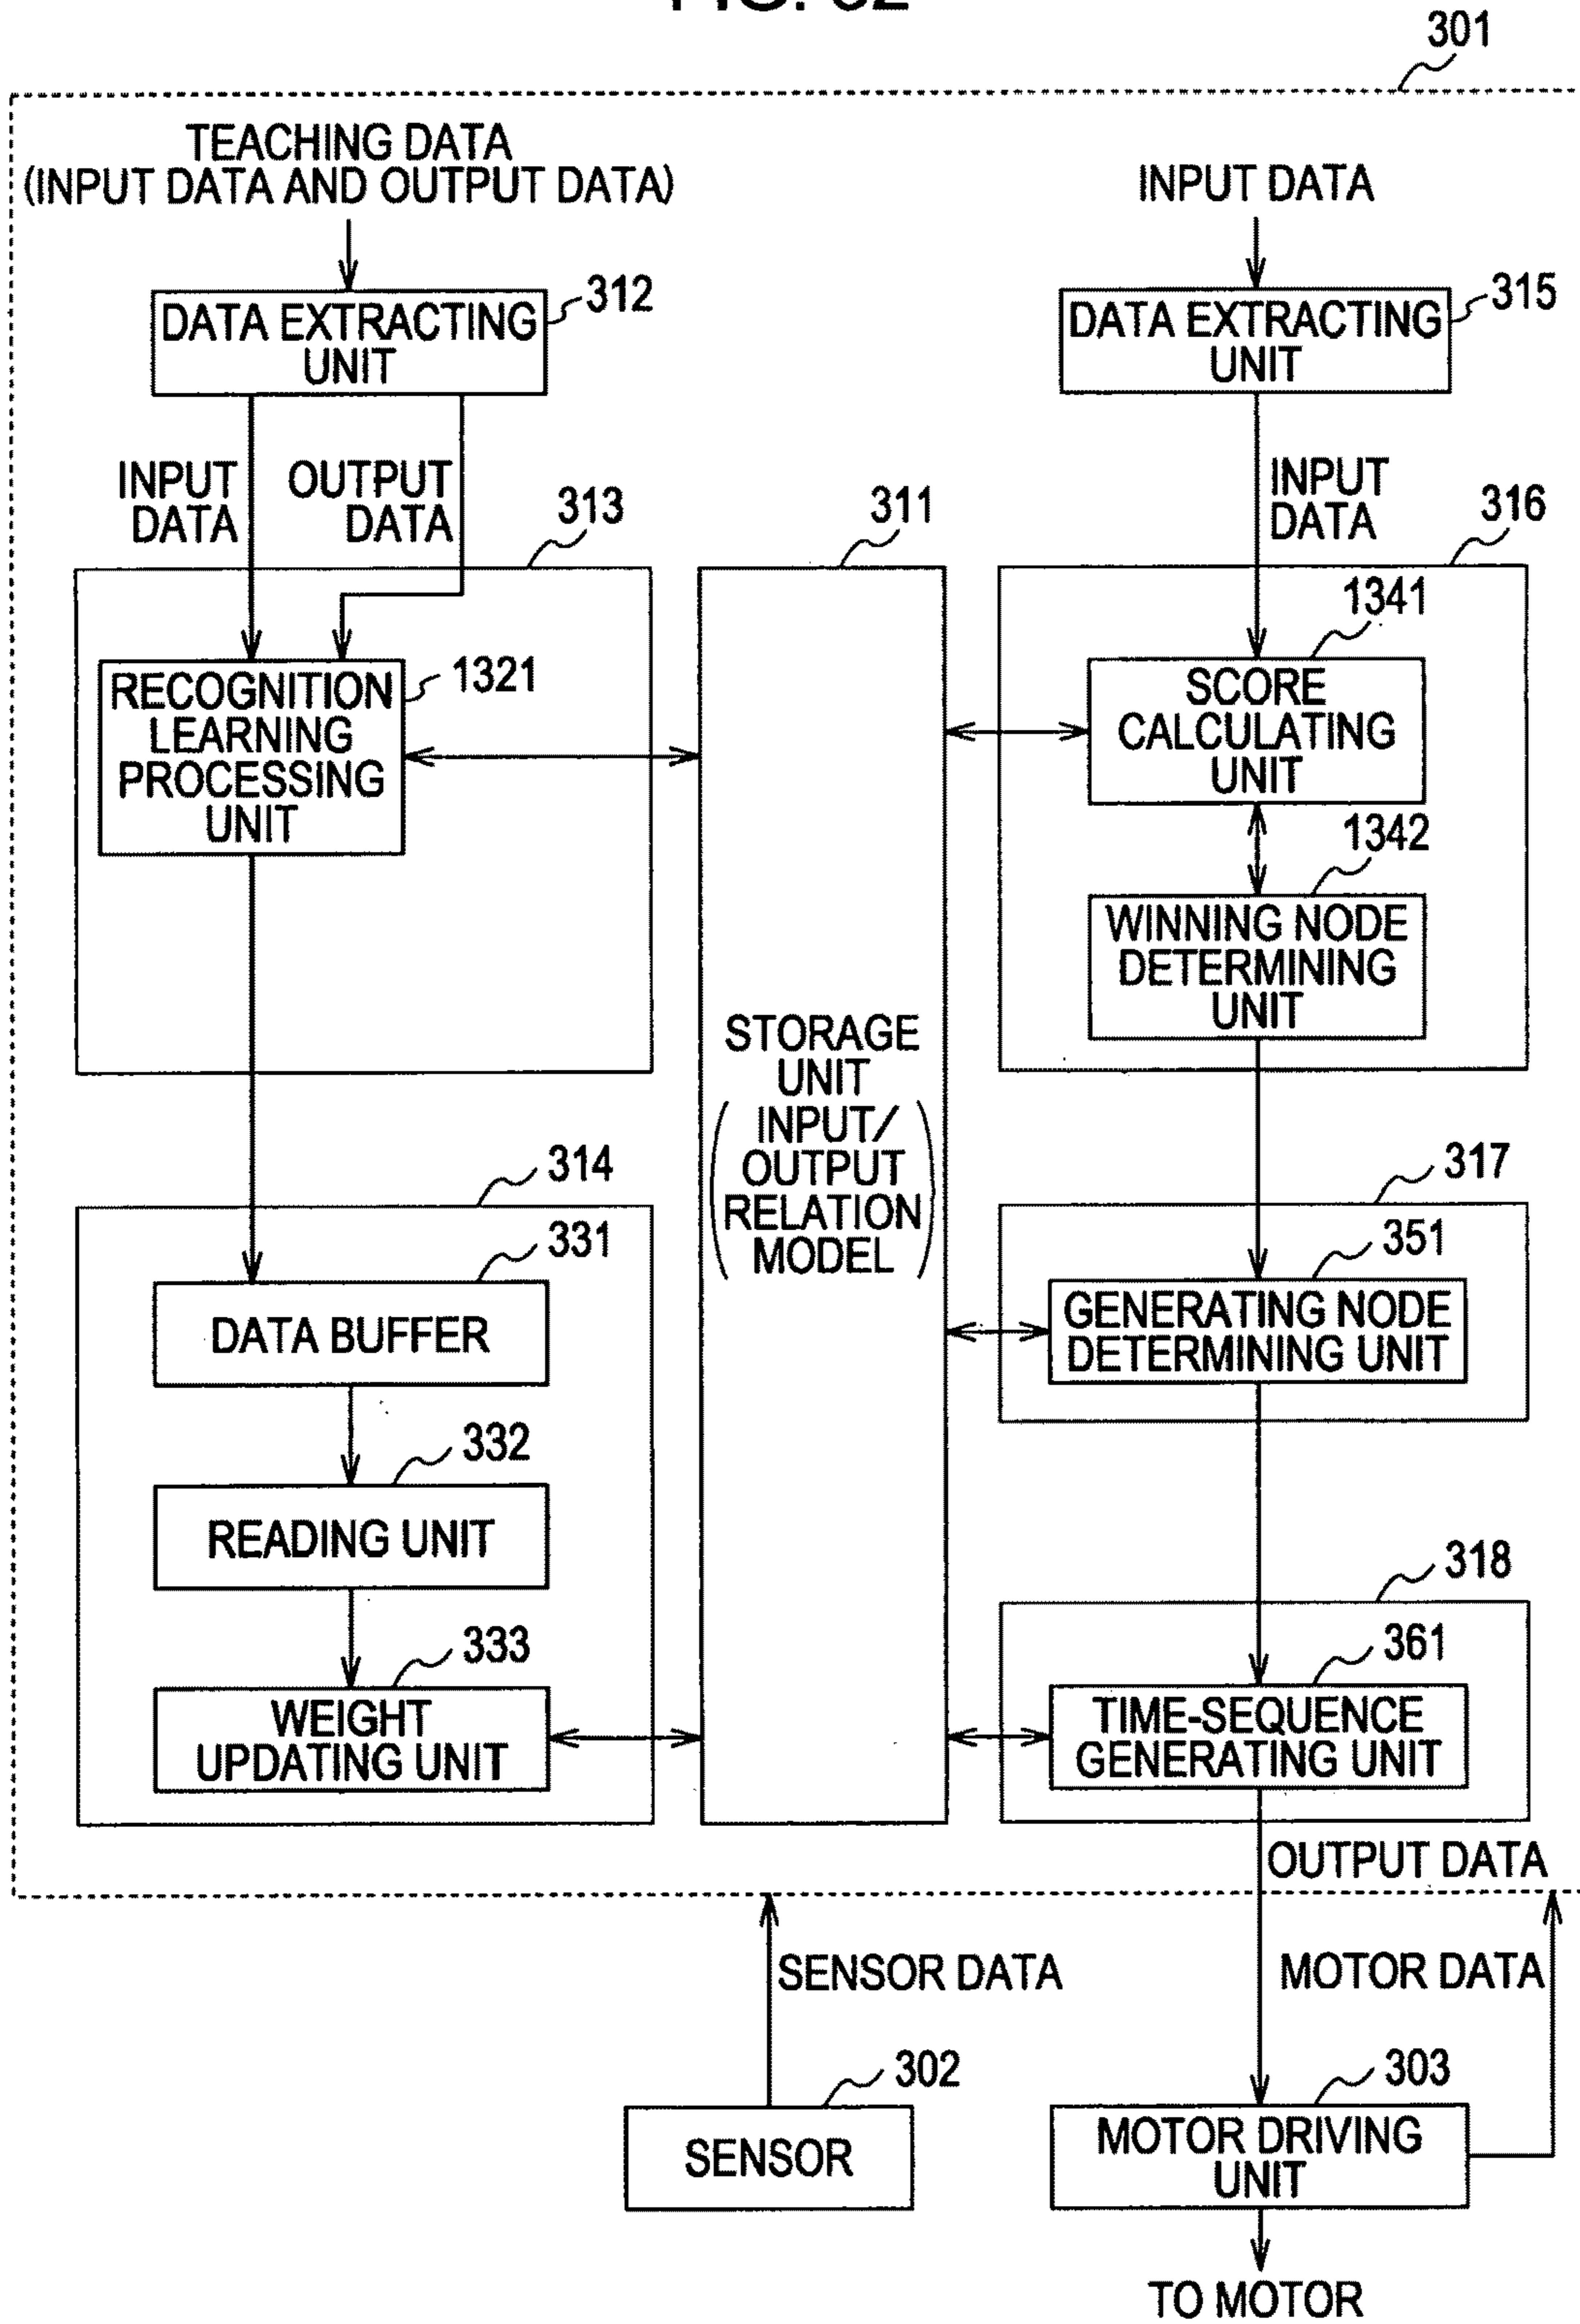 301
TEACHING DATA
(INPUT DATA AND OUTPUT DATA)
INPUT DATA
312
DATA EXTRACTING
UNIT
315
DATA EXTRACTING
UNIT
INPUT
DATA
OUTPUT
DATA
INPUT
DATA
313
311
316
1321
RECOGNITION
LEARNING
PROCESSING
UNIT
1341
SCORE
CALCULATING
UNIT
1342
WINNING NODE
DETERMINING
UNIT
STORAGE
UNIT
(INPUT/
OUTPUT
RELATION
MODEL)
314
331
DATA BUFFER
332
READING UNIT
333
WEIGHT
UPDATING UNIT
317
351
GENERATING NODE
DETERMINING UNIT
318
361
TIME-SEQUENCE
GENERATING UNIT
OUTPUT DATA
SENSOR DATA
MOTOR DATA
302
SENSOR
303
MOTOR DRIVING
UNIT
TO MOTOR